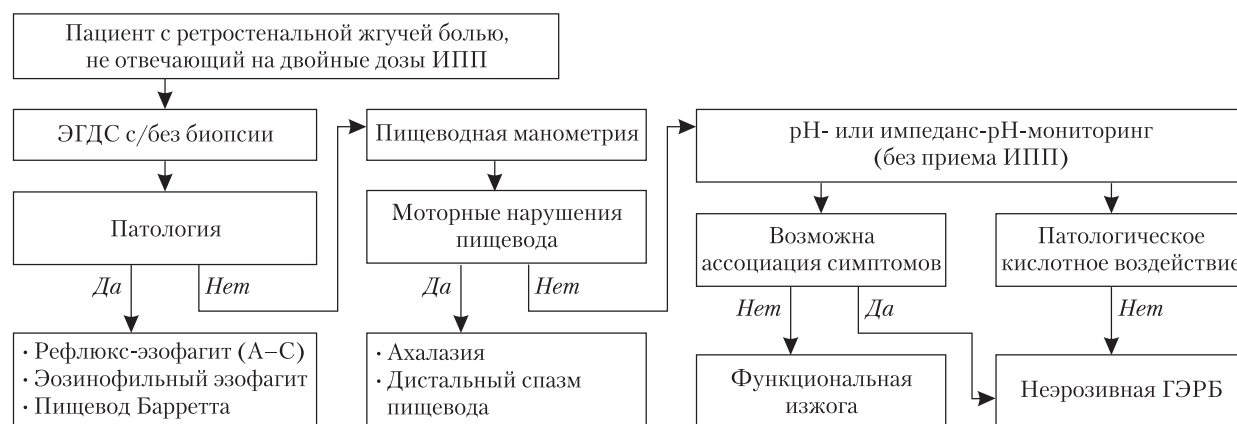 Пациент с ретростенальной жгучей болью,
не отвечающий на двойные дозы ИПП
ЭГДС с/без биопсии
Пищеводная манометрия
рН- или импеданс-рН-мониторинг
(без приема ИПП)
Патология
Моторные нарушения
пищевода
Возможна
ассоциация симптомов
Патологическое
кислотное воздействие
Да
Нет
Да
Нет
Нет
Да
Нет
· Рефлюкс-эзофагит (А–С)
· Эозинофильный эзофагит
· Пищевод Барретта
· Ахалазия
· Дистальный спазм
пищевода
Функциональная
изжога
Неэрозивная ГЭРБ